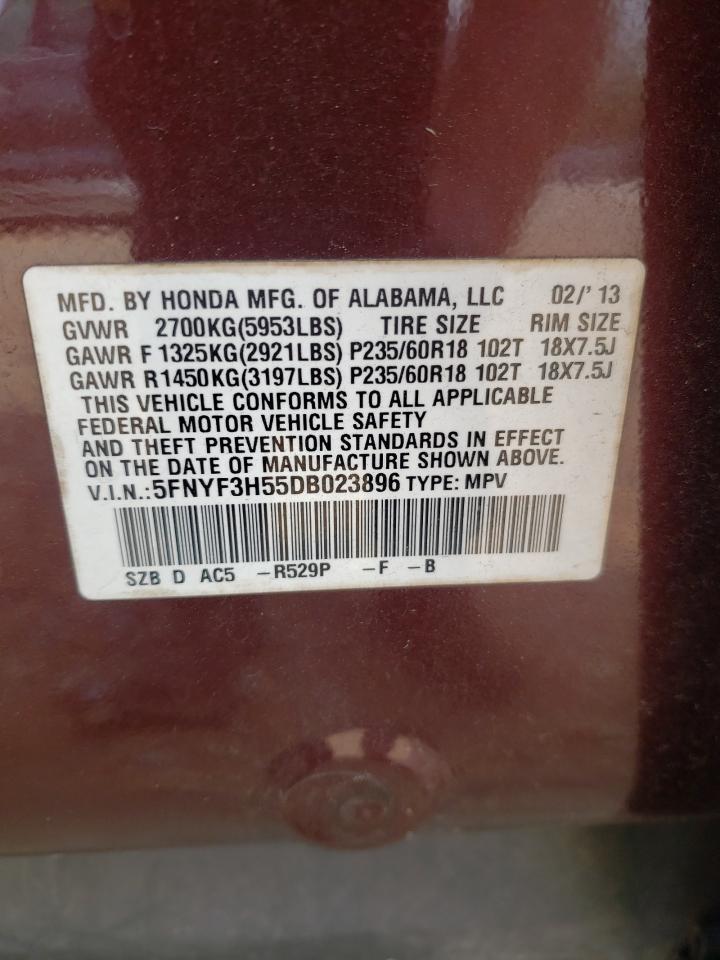 MFD. BY HONDA MFG. OF ALABAMA, LLC 02/'13
GVWR 2700KG(5953LBS) TIRE SIZE RIM SIZE
GAWR F 1325KG(2921LBS) P235/60R18 102T 18X7.5J
GAWR R1450KG(3197LBS) P235/60R18 102T 18X7.5J
THIS VEHICLE CONFORMS TO ALL APPLICABLE
FEDERAL MOTOR VEHICLE SAFETY
AND THEFT PREVENTION STANDARDS IN EFFECT
ON THE DATE OF MANUFACTURE SHOWN ABOVE.
V.I.N.:5FNYF3H55DB023896 TYPE: MPV
SZB D AC5 -R529P -F -B